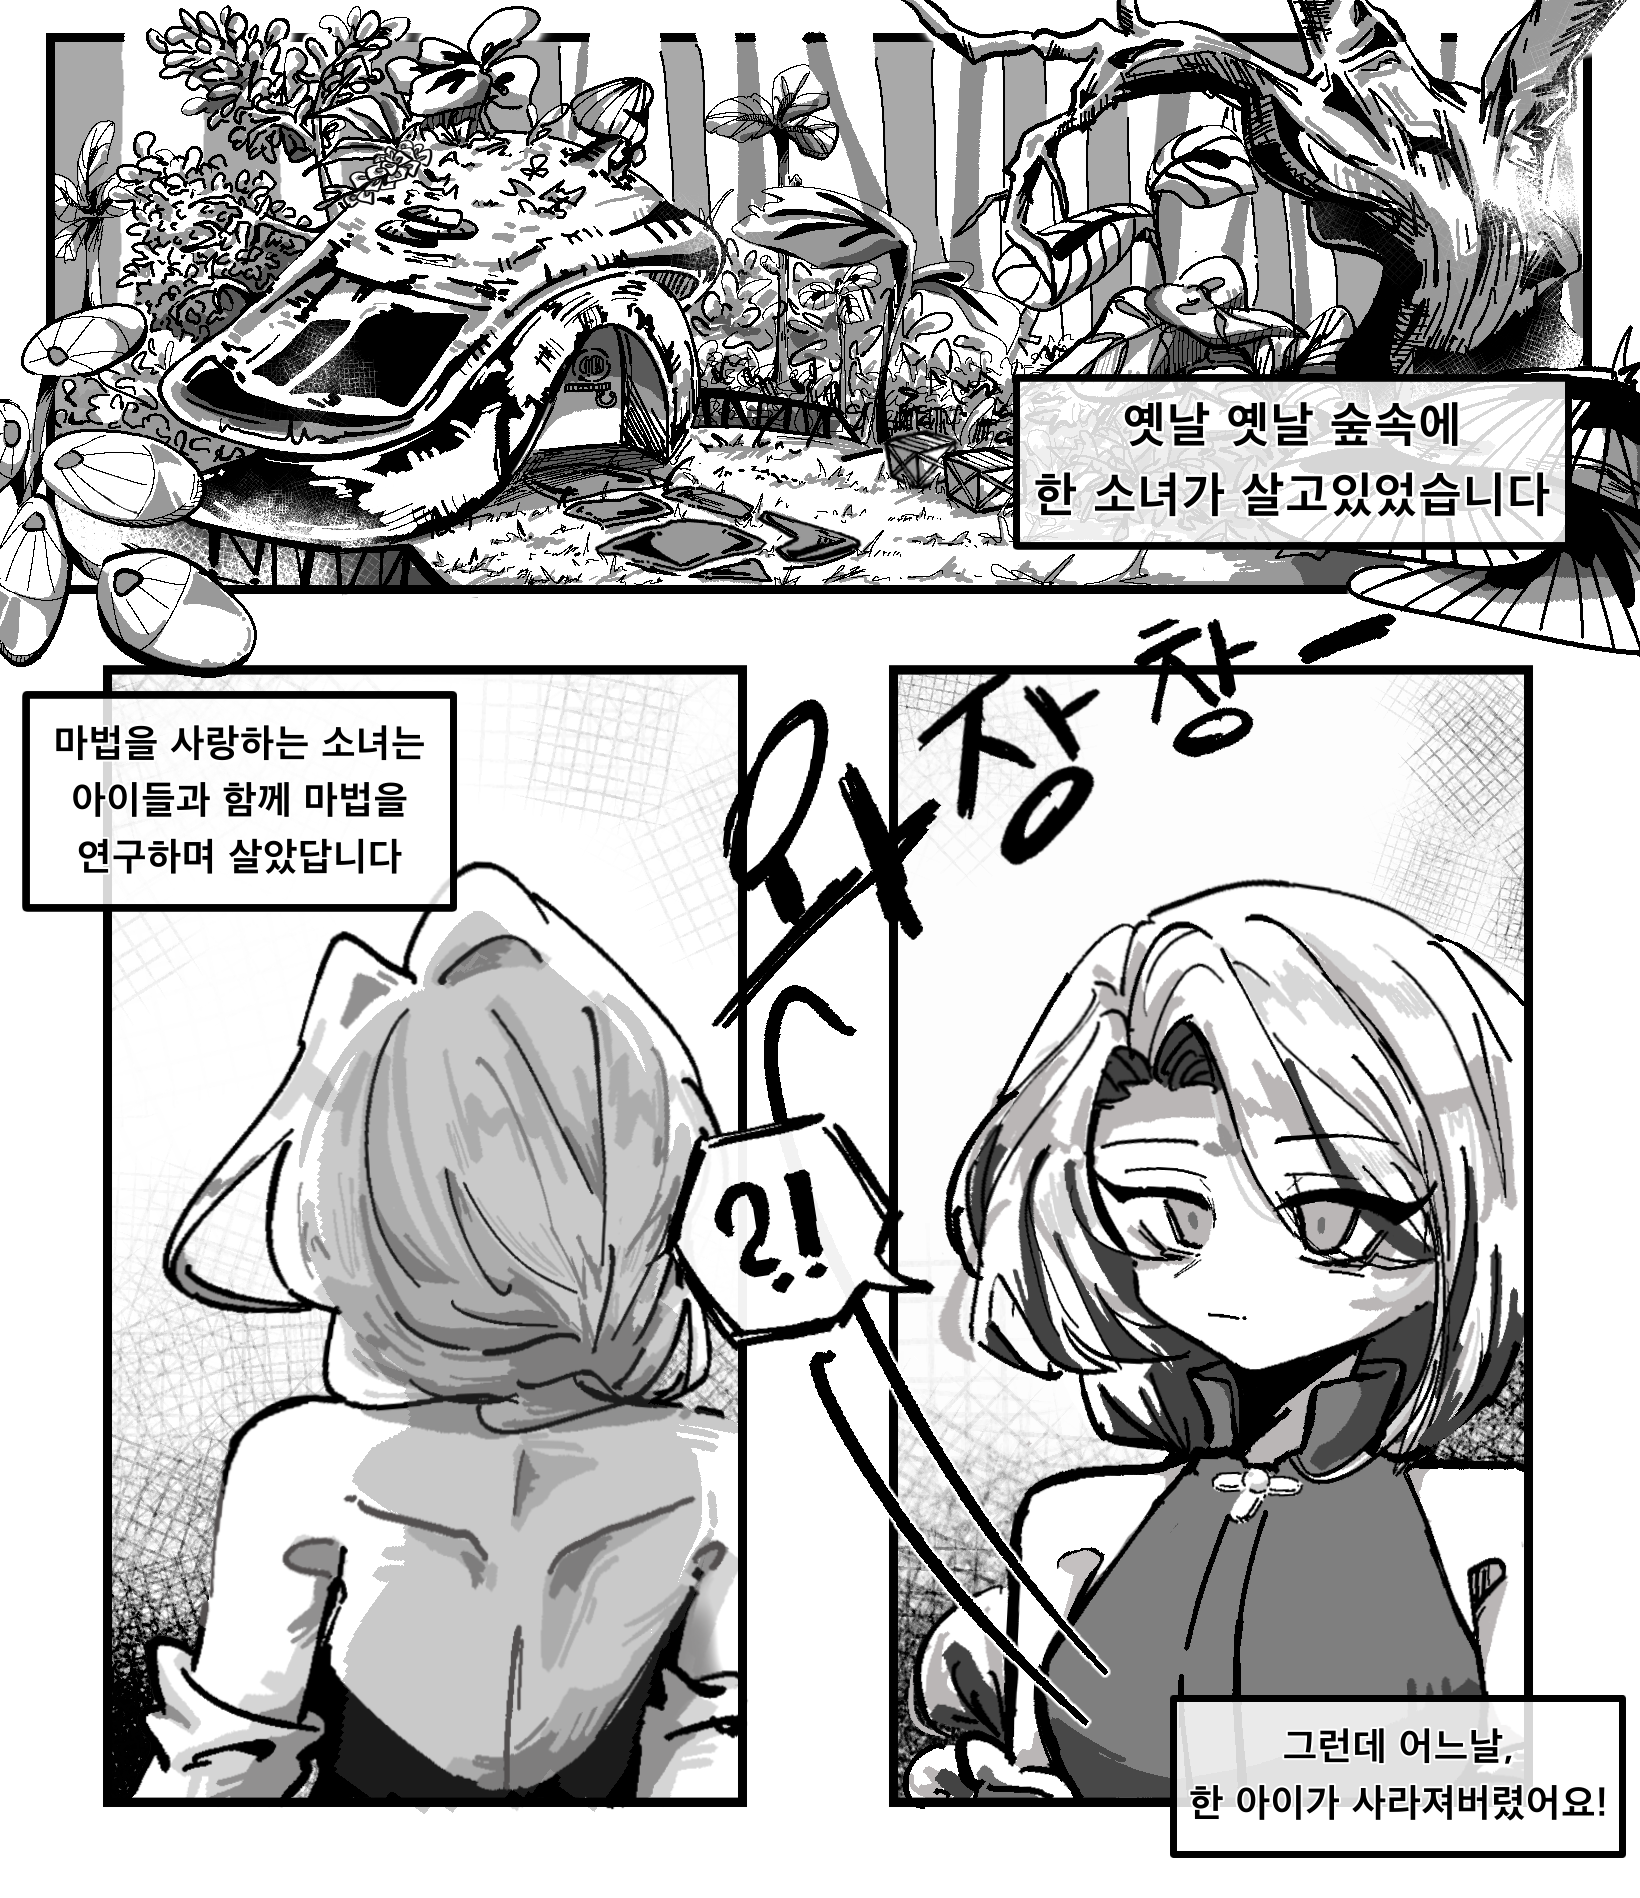 옛날 옛날 숲속에
한 소녀가 살고있었습니다
마법을 사랑하는 소녀는
아이들과 함께 마법을
연구하며 살았답니다
와장창-
?!
그런데 어느날,
한 아이가 사라져버렸어요!